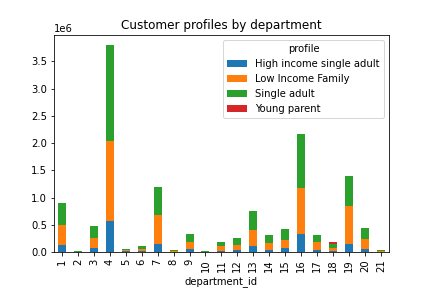 Customer profiles by department
1e6
profile
High income single adult
Low Income Family
Single adult
Young parent
3.5
3.0
2.5
2.0
1.5
1.0
0.5
0.0
1 2 3 4 5 6 7 8 9 10 11 12 13 14 15 16 17 18 19 20 21
department_id